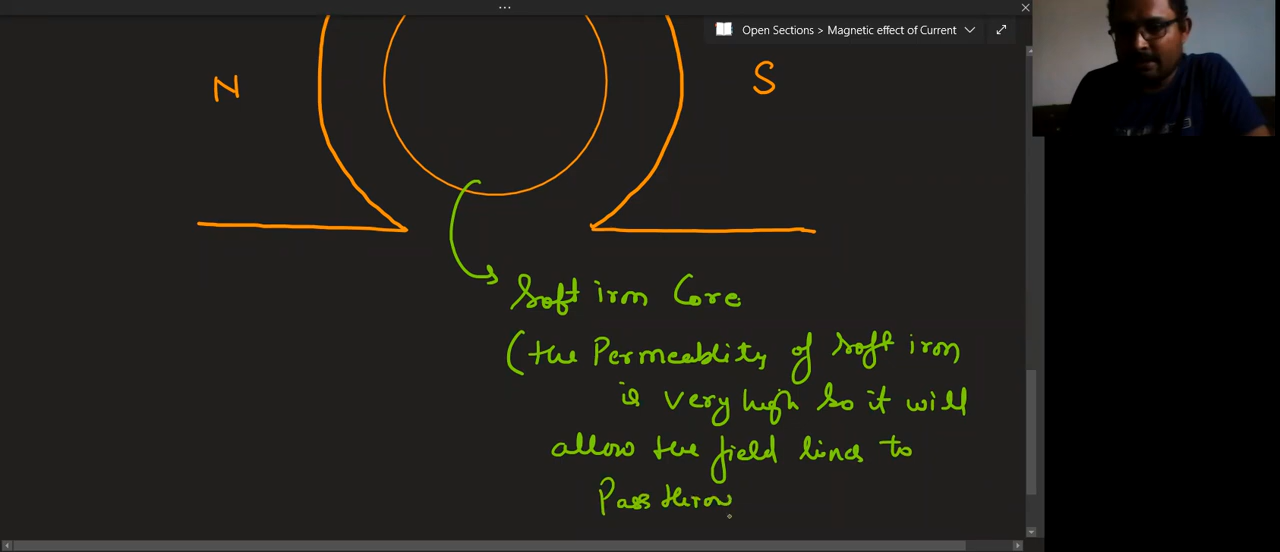 Open Sections > Magnetic effect of Current
N
S
Soft iron Core
(the Permeablity of soft iron
is very high so it will
allow the field lines to
Pass throw